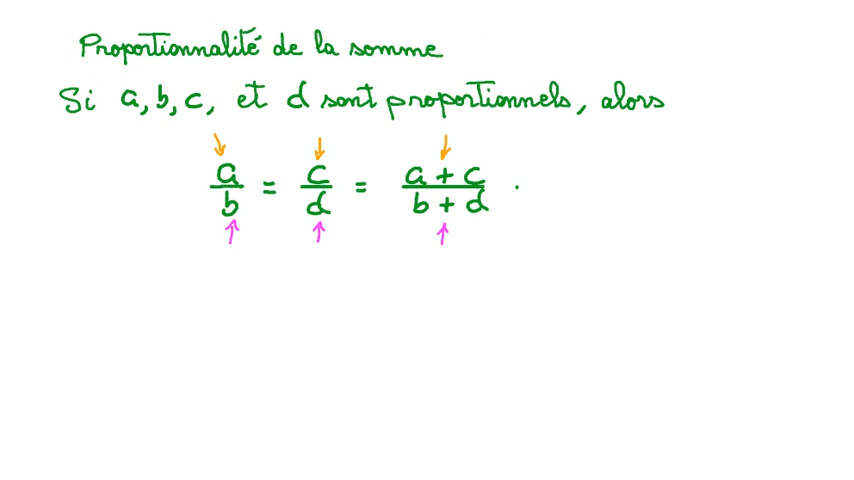 Proportionnalité de la somme
Si a, b, c, et d sont proportionnels, alors
a/b = c/d = (a + c)/(b + d) .